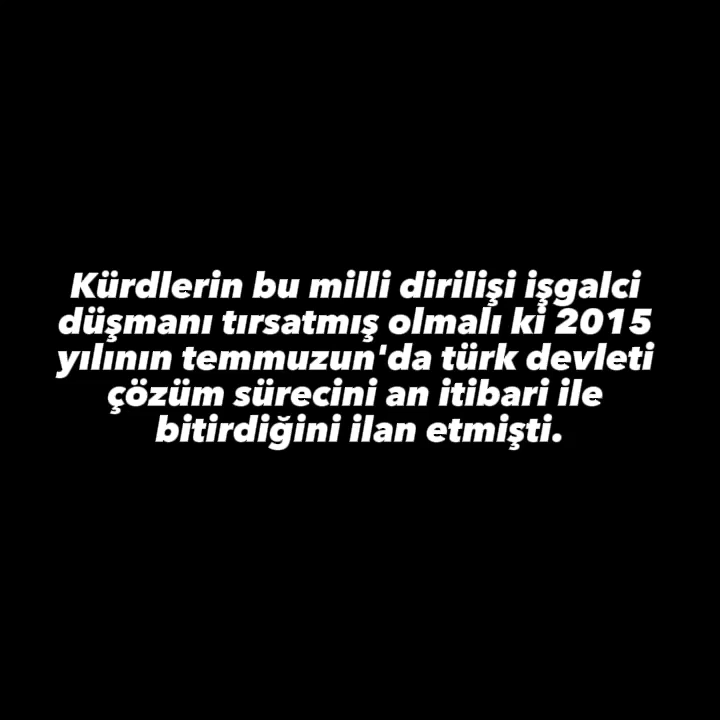 Kürdlerin bu milli dirilişi işgalci
düşmanı tırsatmış olmalı ki 2015
yılının temmuzun'da türk devleti
çözüm sürecini an itibari ile
bitirdiğini ilan etmişti.